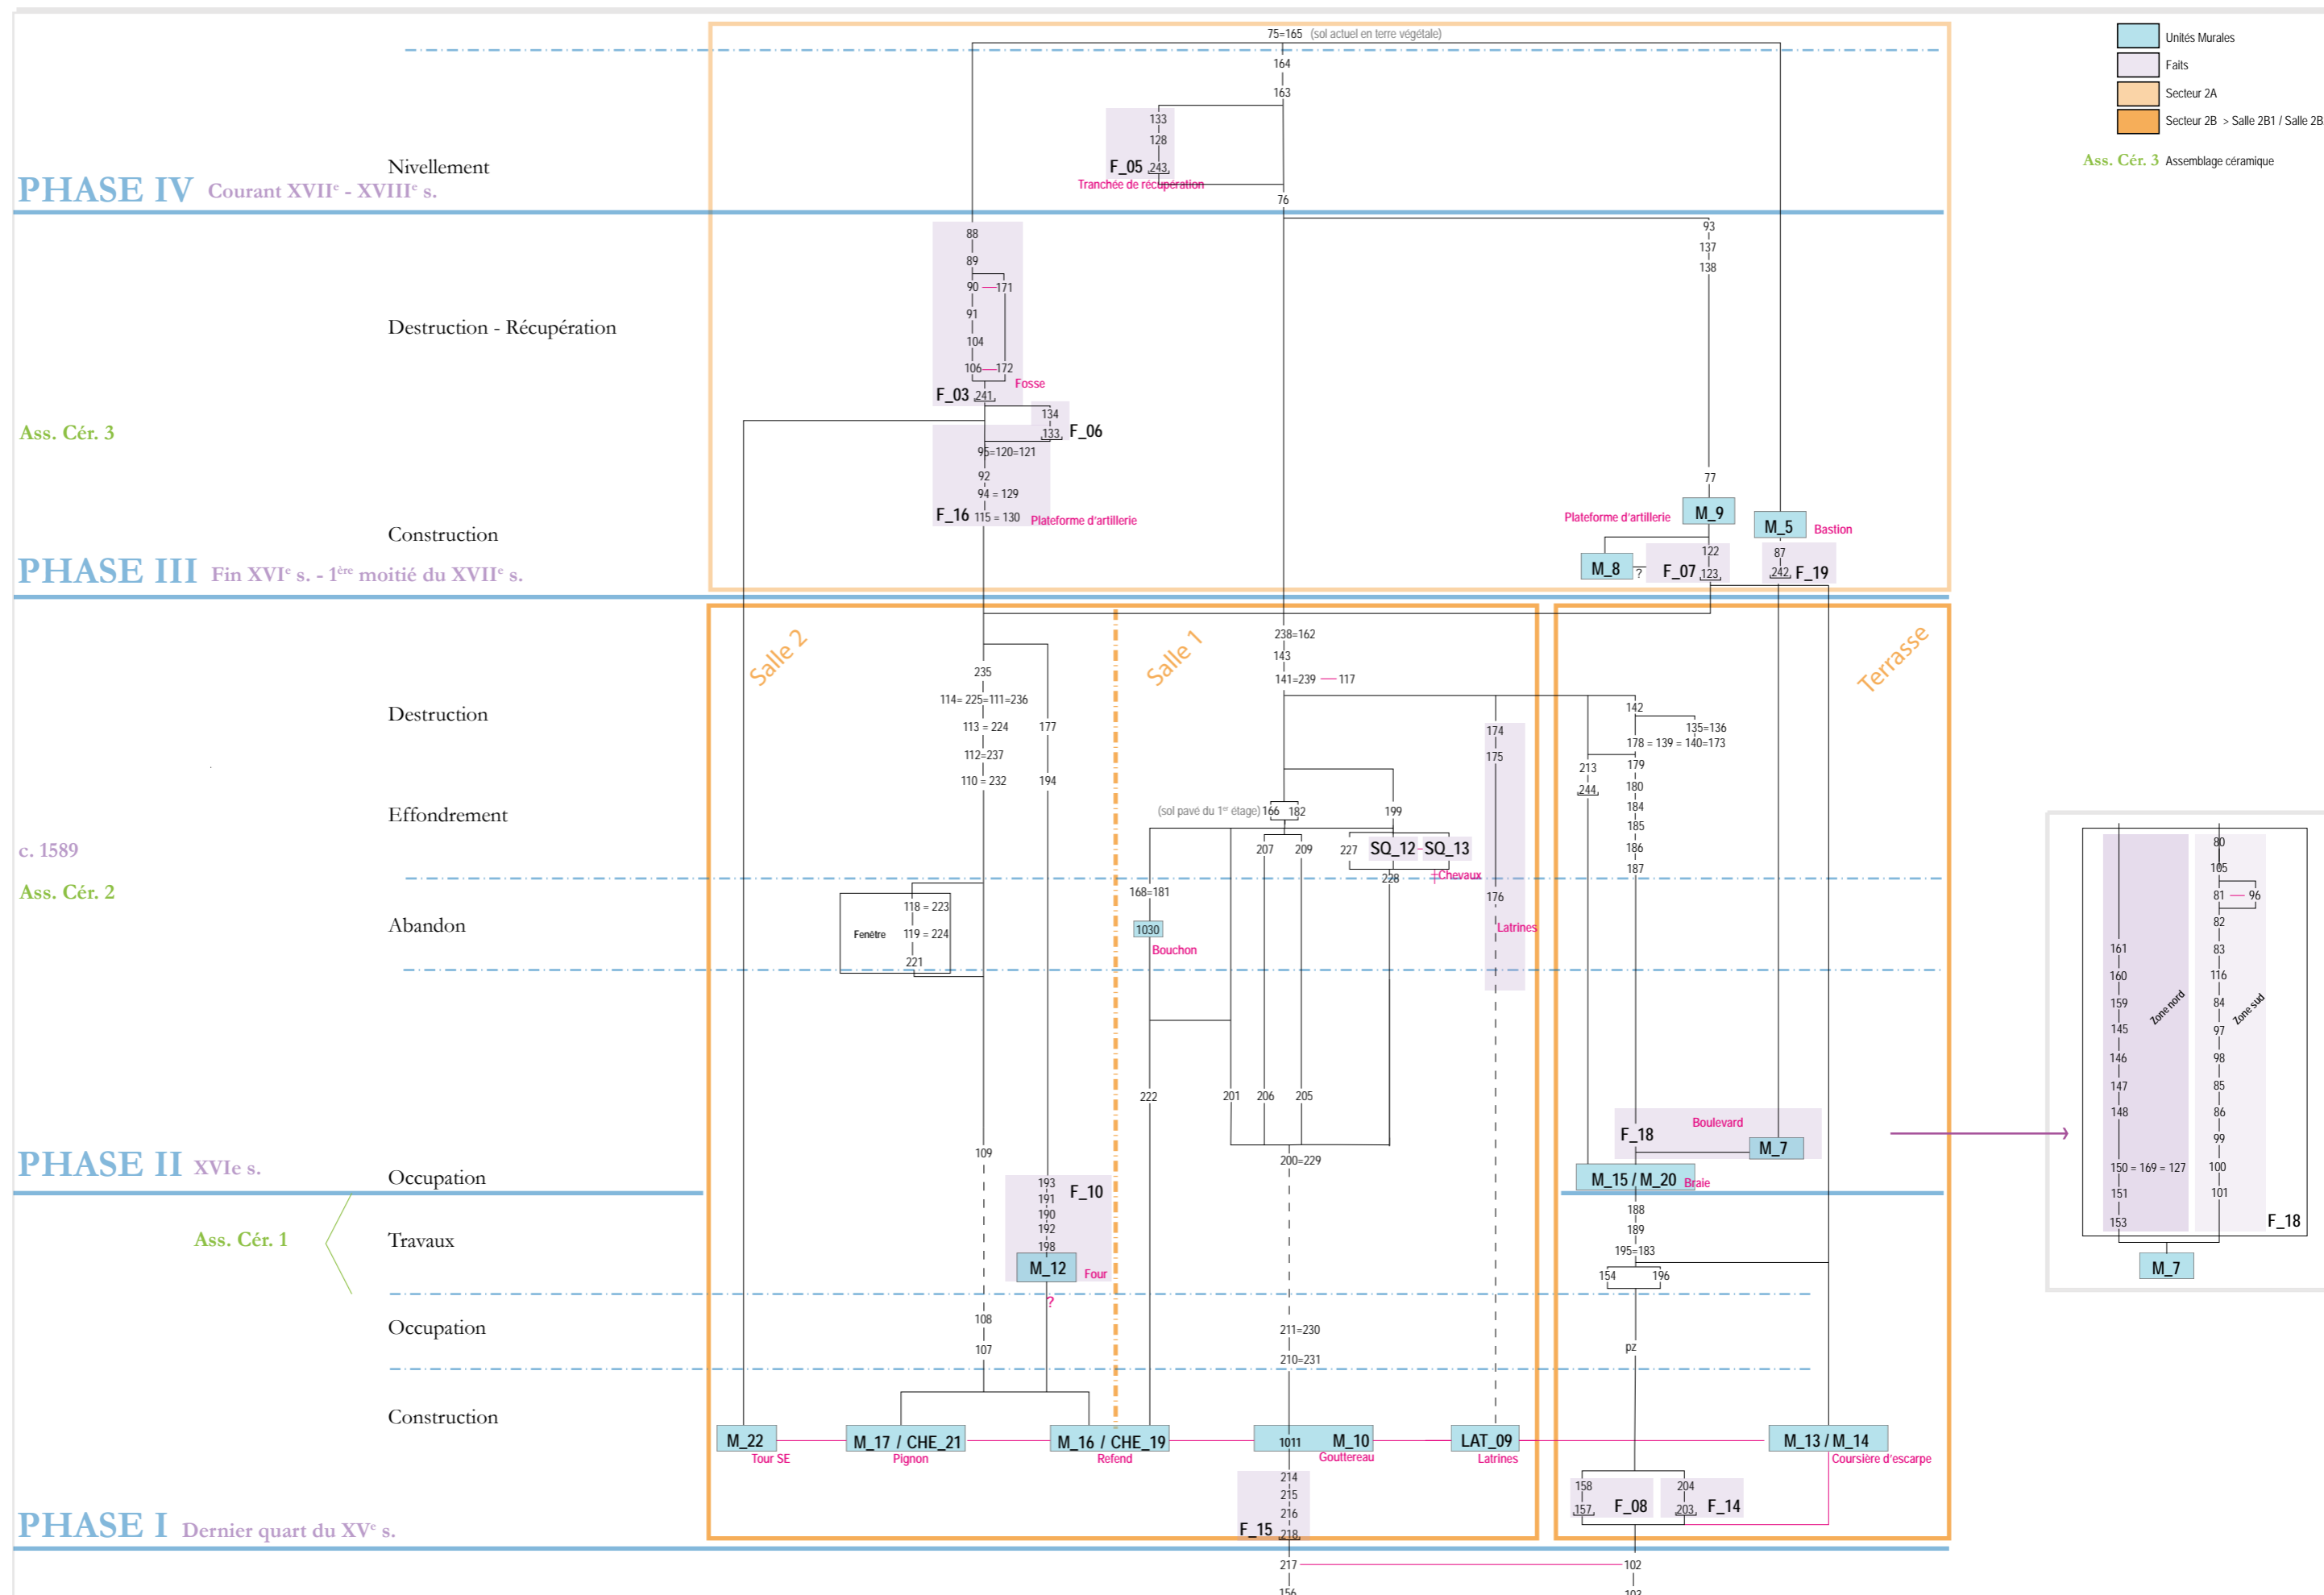 75=165 (sol actuel en terre végétale)
164
163
133
128
F_05 243
Tranchée de récupération
Nivellement
PHASE IV Courant XVIIe - XVIIIe s.
76
Unités Murales
Faits
Secteur 2A
Secteur 2B > Salle 2B1 / Salle 2B
Ass. Cér. 3 Assemblage céramique
88
89
90 171
91
104
106 172
Fosse
F_03 241
134
133 F_06
95=120=121
92
94 = 129
F_16 115 = 130 Plateforme d'artillerie
93
137
138
77
M_9
Plateforme d'artillerie
M_5 Bastion
122
M_8 ? F_07 123
87
242 F_19
Destruction - Récupération
Ass. Cér. 3
Construction
PHASE III Fin XVIe s. - 1ère moitié du XVIIe s.
Salle 2
Salle 1
Terrasse
235
114= 225=111=236
113 = 224
112=237
110 = 232
177
194
238=162
143
141=239 117
174
175
176
Latrines
142
135=136
178 = 139 = 140=173
179
180
184
185
186
187
213
244
(sol pavé du 1er étage) 166 182
199
207 209
227 SQ_12 SQ_13
228
Chevaux
168=181
1030
Bouchon
118 = 223
Fenêtre 119 = 224
221
Destruction
Effondrement
c. 1589
Ass. Cér. 2
Abandon
222
201 206 205
109
200=229
F_18 Boulevard
M_7
M_15 / M_20 Braie
PHASE II XVIe s.
Occupation
193
191
190
192
198
F_10
M_12
Four
?
188
189
195=183
154 196
Ass. Cér. 1
Travaux
Occupation
108
107
211=230
210=231
pz
Construction
M_22
Tour SE
M_17 / CHE_21
Pignon
M_16 / CHE_19
Refend
1011 M_10
Gouttereau
LAT_09
Latrines
M_13 / M_14
Coursière d'escarpe
214
215
216
F_15 218
158
157 F_08
204
203 F_14
PHASE I Dernier quart du XVe s.
217
102
156
103
161
160
159
145
146
147
148
150 = 169 = 127
151
153
Zone nord
80
105
81 96
82
83
116
84
97
98
85
86
99
100
101
Zone sud
F_18
M_7